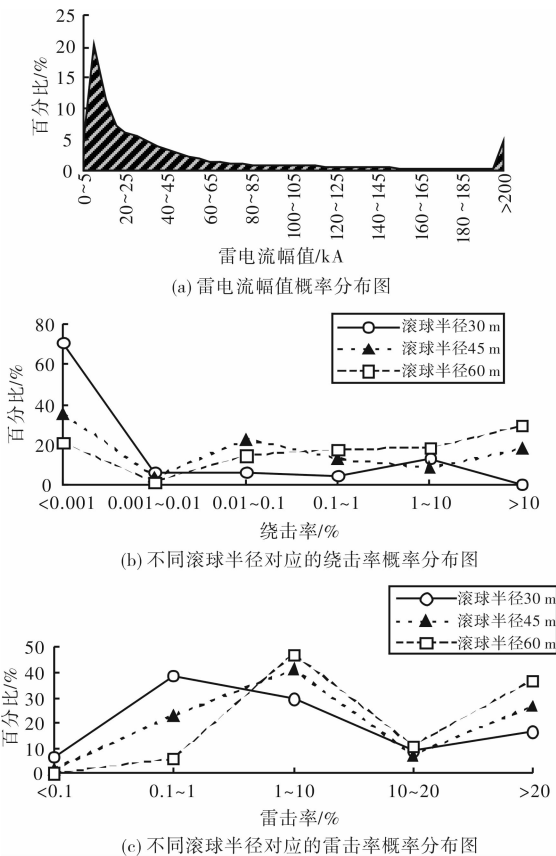 百分比/%
25
20
15
10
5
0
0~5
20~25
40~45
60~65
80~85
100~105
120~125
140~145
160~165
180~185
>200
雷电流幅值/kA
(a) 雷电流幅值概率分布图
滚球半径30 m
滚球半径45 m
滚球半径60 m
百分比/%
80
60
40
20
0
<0.001 0.001~0.01 0.01~0.1 0.1~1 1~10 >10
绕击率/%
(b) 不同滚球半径对应的绕击率概率分布图
滚球半径30 m
滚球半径45 m
滚球半径60 m
百分比/%
50
40
30
20
10
0
<0.1 0.1~1 1~10 10~20 >20
雷击率/%
(c) 不同滚球半径对应的雷击率概率分布图